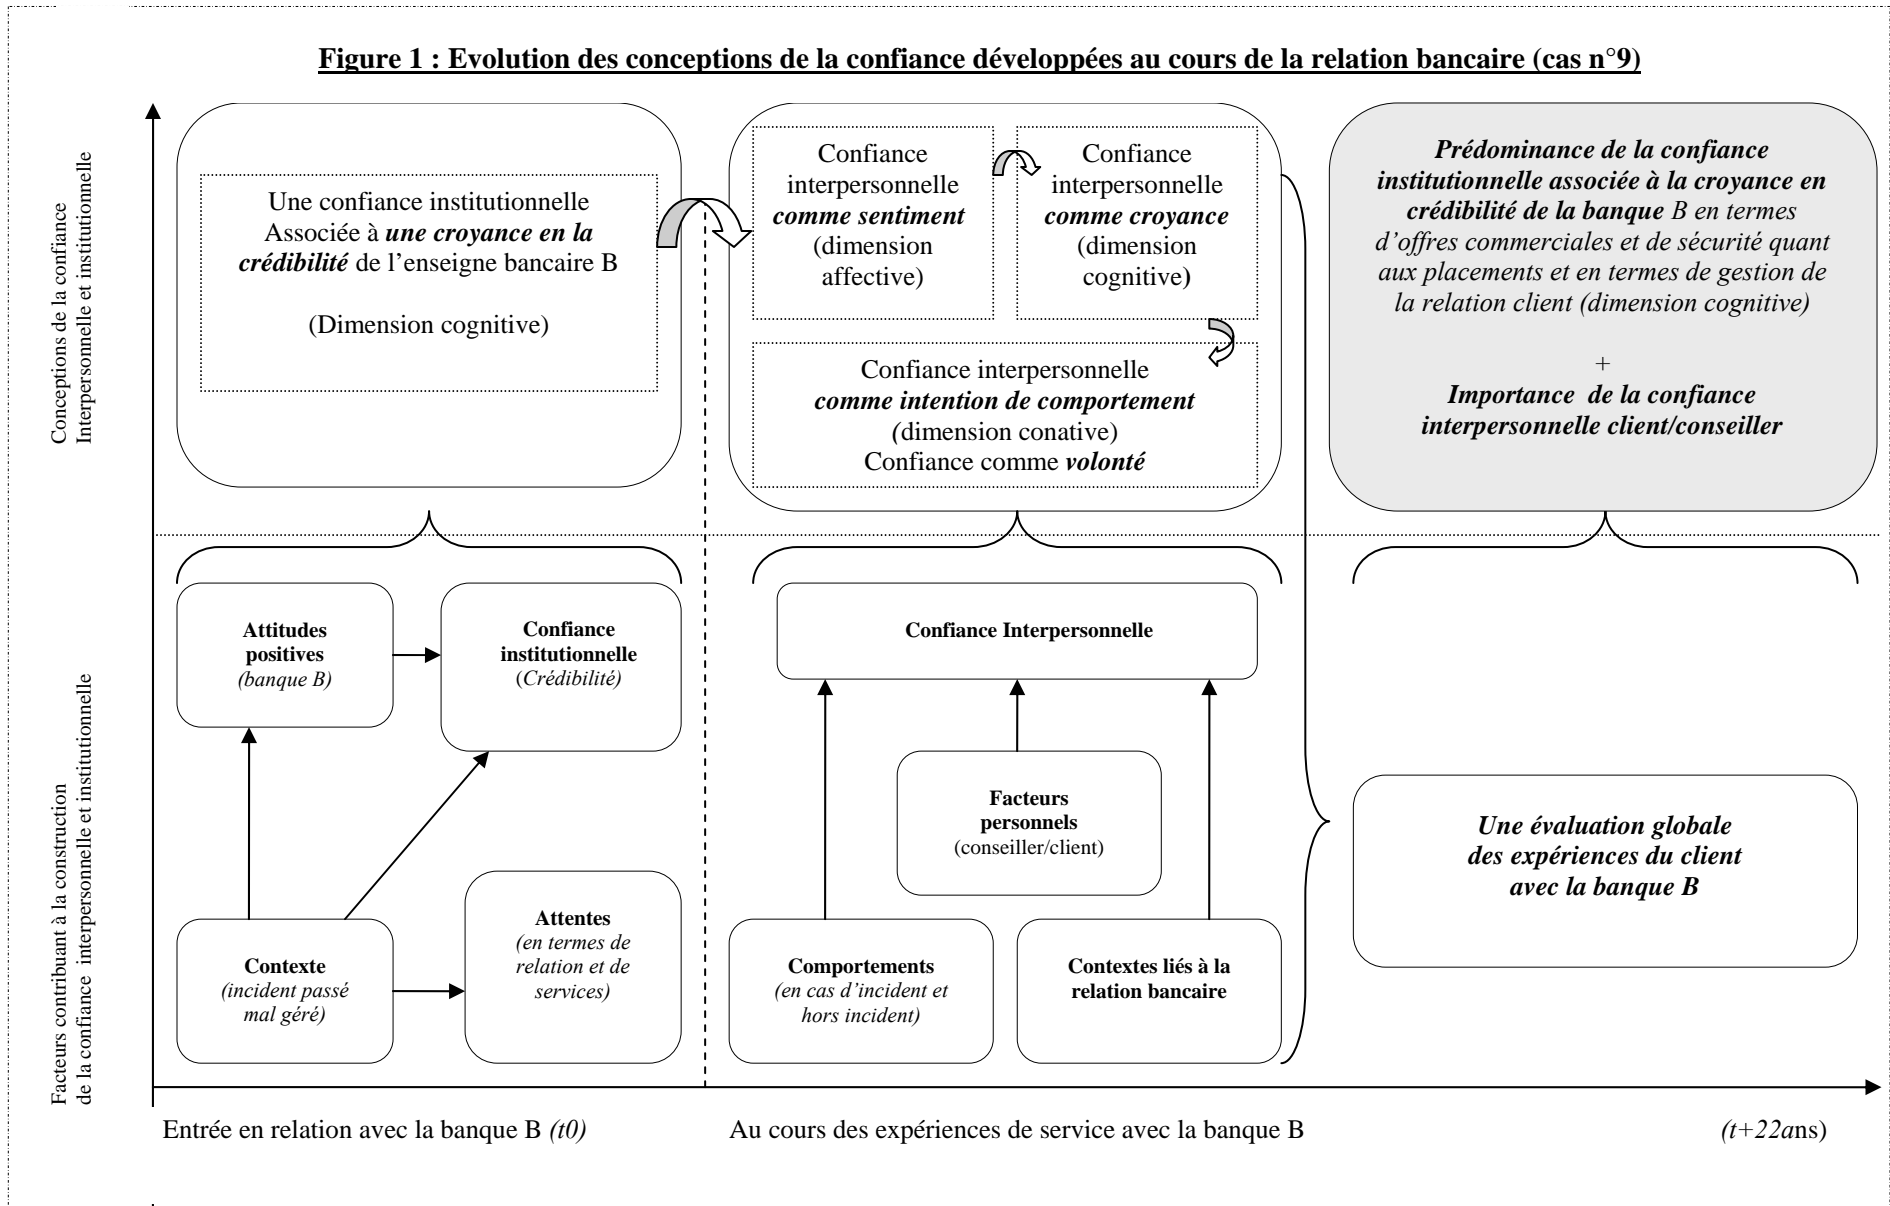 Figure 1 : Evolution des conceptions de la confiance développées au cours de la relation bancaire (cas n°9)
Conceptions de la confiance
Interpersonnelle et institutionnelle
Une confiance institutionnelle
Associée à une croyance en la
crédibilité de l’enseigne bancaire B
(Dimension cognitive)
Confiance
interpersonnelle
comme sentiment
(dimension
affective)
Confiance
interpersonnelle
comme croyance
(dimension
cognitive)
Confiance interpersonnelle
comme intention de comportement
(dimension conative)
Confiance comme volonté
Prédominance de la confiance
institutionnelle associée à la croyance en
crédibilité de la banque B en termes
d’offres commerciales et de sécurité quant
aux placements et en termes de gestion de
la relation client (dimension cognitive)
+
Importance de la confiance
interpersonnelle client/conseiller
Facteurs contribuant à la construction
de la confiance interpersonnelle et institutionnelle
Attitudes
positives
(banque B)
Confiance
institutionnelle
(Crédibilité)
Contexte
(incident passé
mal géré)
Attentes
(en termes de
relation et de
services)
Confiance Interpersonnelle
Facteurs
personnels
(conseiller/client)
Comportements
(en cas d’incident et
hors incident)
Contextes liés à la
relation bancaire
Une évaluation globale
des expériences du client
avec la banque B
Entrée en relation avec la banque B (t0)
Au cours des expériences de service avec la banque B
(t+22ans)